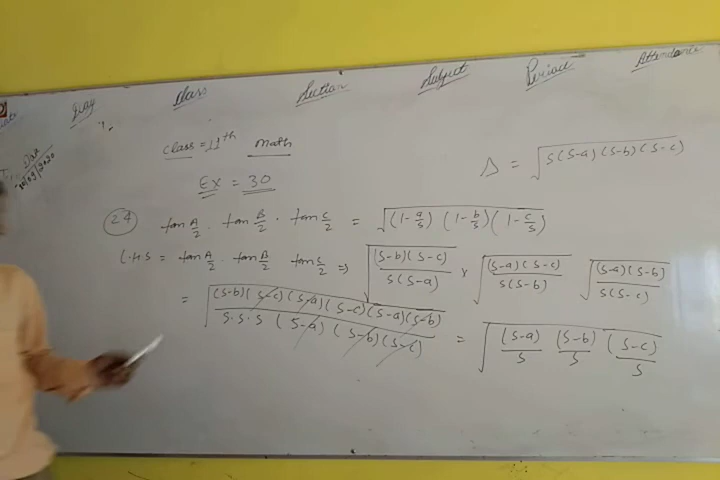 Day Class Section Subject Period Attendance
Class = 11th Math
Ex = 30
Δ = √(s(s-a)(s-b)(s-c))
24 tan A/2 . tan B/2 . tan C/2 = √((1-a/s)(1-b/s)(1-c/s))
L.H.S = tan A/2 . tan B/2 tan C/2 => √((s-b)(s-c)/s(s-a)) × √((s-a)(s-c)/s(s-b)) √((s-a)(s-b)/s(s-c))
= √((s-b)(s-c)(s-a)(s-c)(s-a)(s-b)/s.s.s(s-a)(s-b)(s-c)) = √((s-a)/s (s-b)/s (s-c)/s)